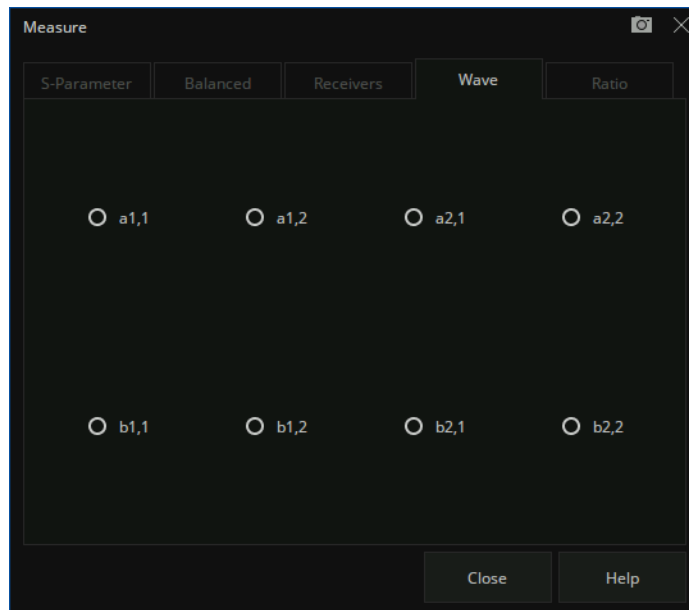 Measure
S-Parameter Balanced Receivers Wave Ratio
a1,1 a1,2 a2,1 a2,2
b1,1 b1,2 b2,1 b2,2
Close Help